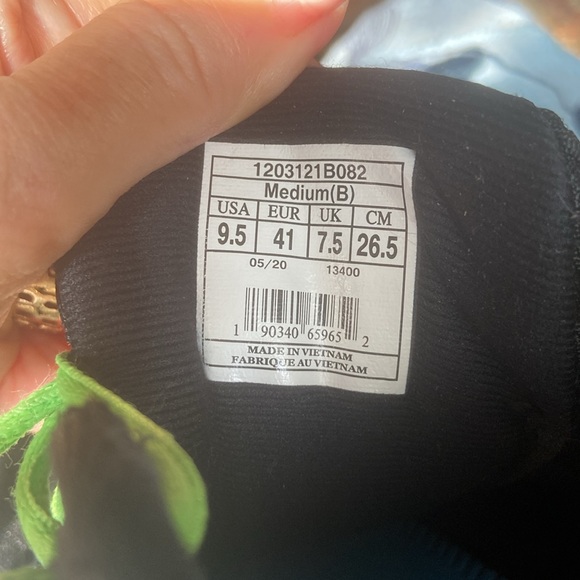 1203121B082
Medium(B)
USA EUR UK CM
9.5 41 7.5 26.5
05/20 13400
1 90340 65965 2
MADE IN VIETNAM
FABRIQUE AU VIETNAM